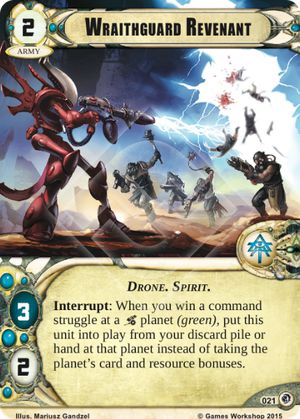 2
ARMY
WRAITHGUARD REVENANT
DRONE. SPIRIT.
Interrupt: When you win a command
struggle at a planet (green), put this
unit into play from your discard pile or
hand at that planet instead of taking the
planet's card and resource bonuses.
3
2
021
Illus. Mariusz Gandzel
© Games Workshop 2015